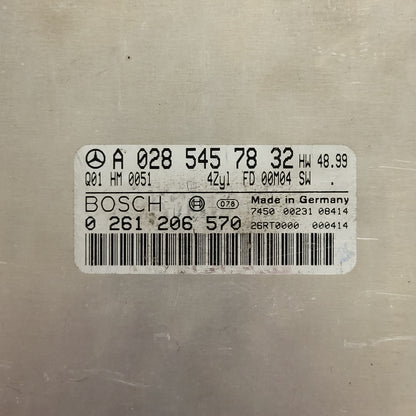 A 028 545 78 32 HW 48.99
Q01 HM 0051 4Zyl FD 00M04 SW .
BOSCH 078 Made in Germany
7450 00231 08414
0 261 206 570 26RT0000 000414